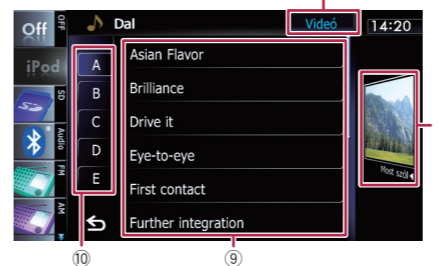 Off
OFF
Dal
Videó
14:20
iPod
SD
Audio
FM
AM
A
B
C
D
E
Asian Flavor
Brilliance
Drive it
Eye-to-eye
First contact
Further integration
Most szól
⑩
⑨